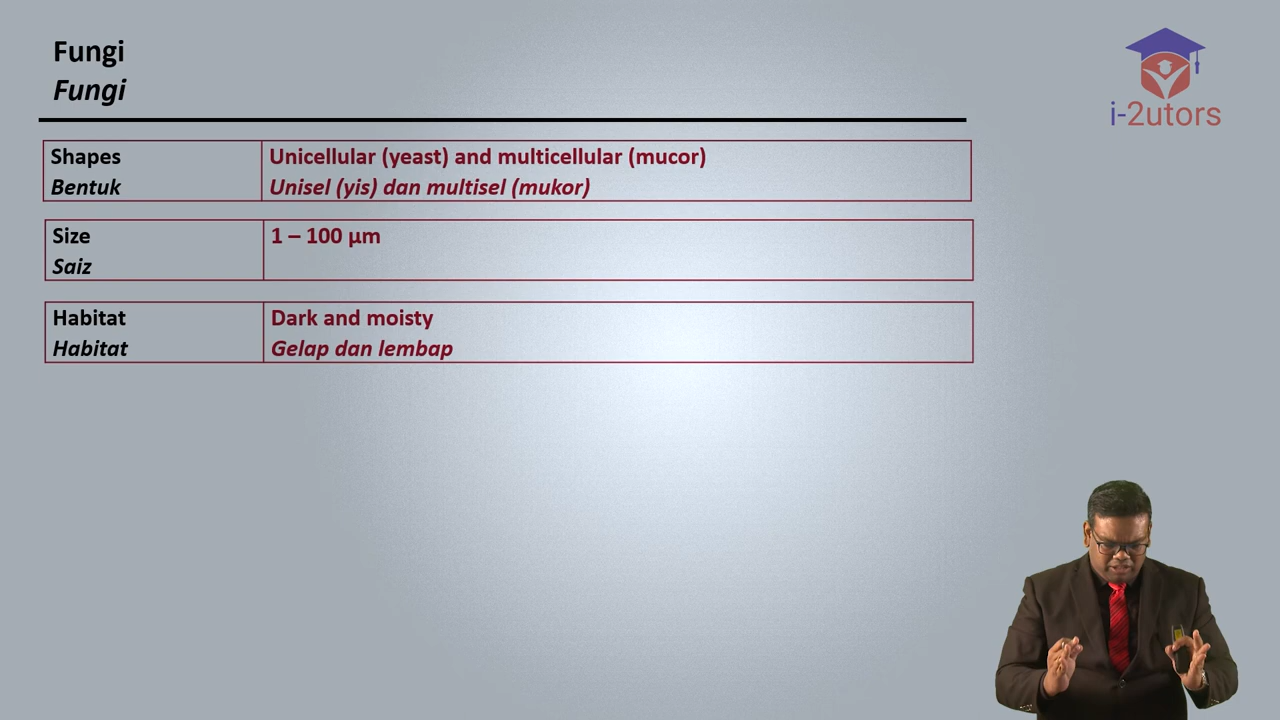 Fungi
Fungi
i-2utors
Shapes
Bentuk
Unicellular (yeast) and multicellular (mucor)
Unisel (yis) dan multisel (mukor)
Size
Saiz
1 – 100 µm
Habitat
Habitat
Dark and moisty
Gelap dan lembap